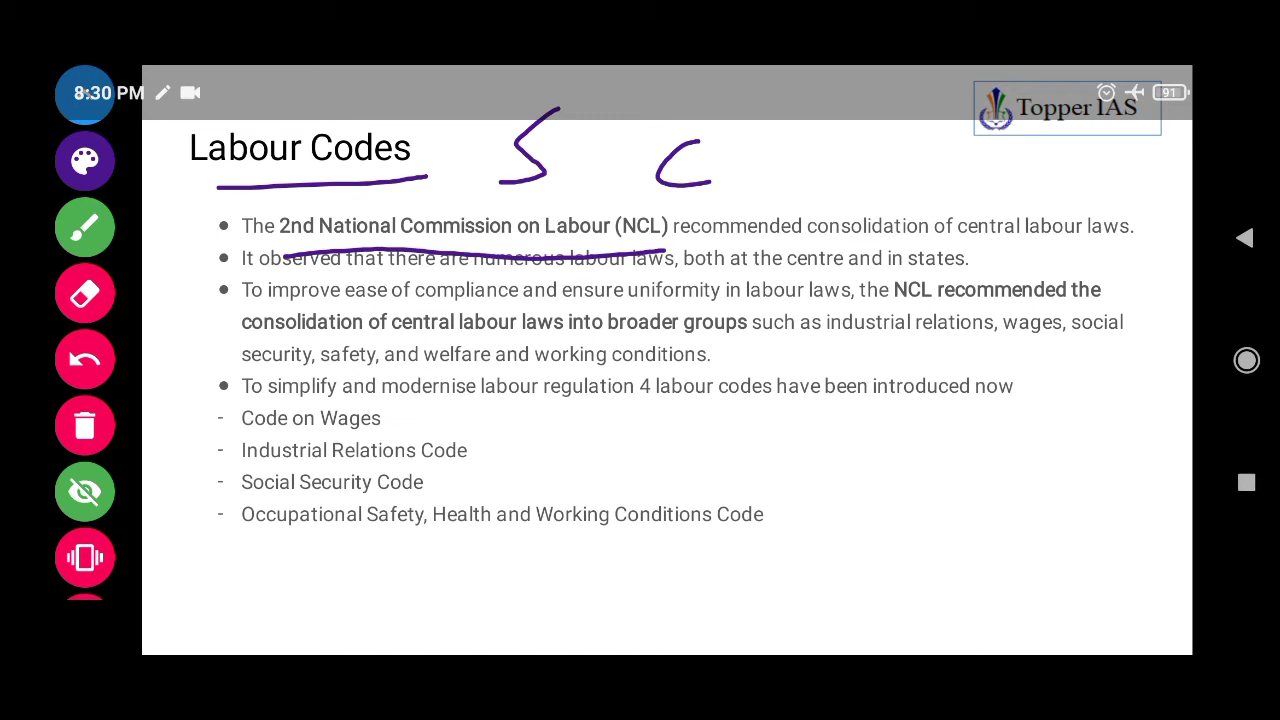 8:30 PM
91
Topper IAS
Labour Codes
S C
● The 2nd National Commission on Labour (NCL) recommended consolidation of central labour laws.
● It observed that there are numerous labour laws, both at the centre and in states.
● To improve ease of compliance and ensure uniformity in labour laws, the NCL recommended the
consolidation of central labour laws into broader groups such as industrial relations, wages, social
security, safety, and welfare and working conditions.
● To simplify and modernise labour regulation 4 labour codes have been introduced now
- Code on Wages
- Industrial Relations Code
- Social Security Code
- Occupational Safety, Health and Working Conditions Code